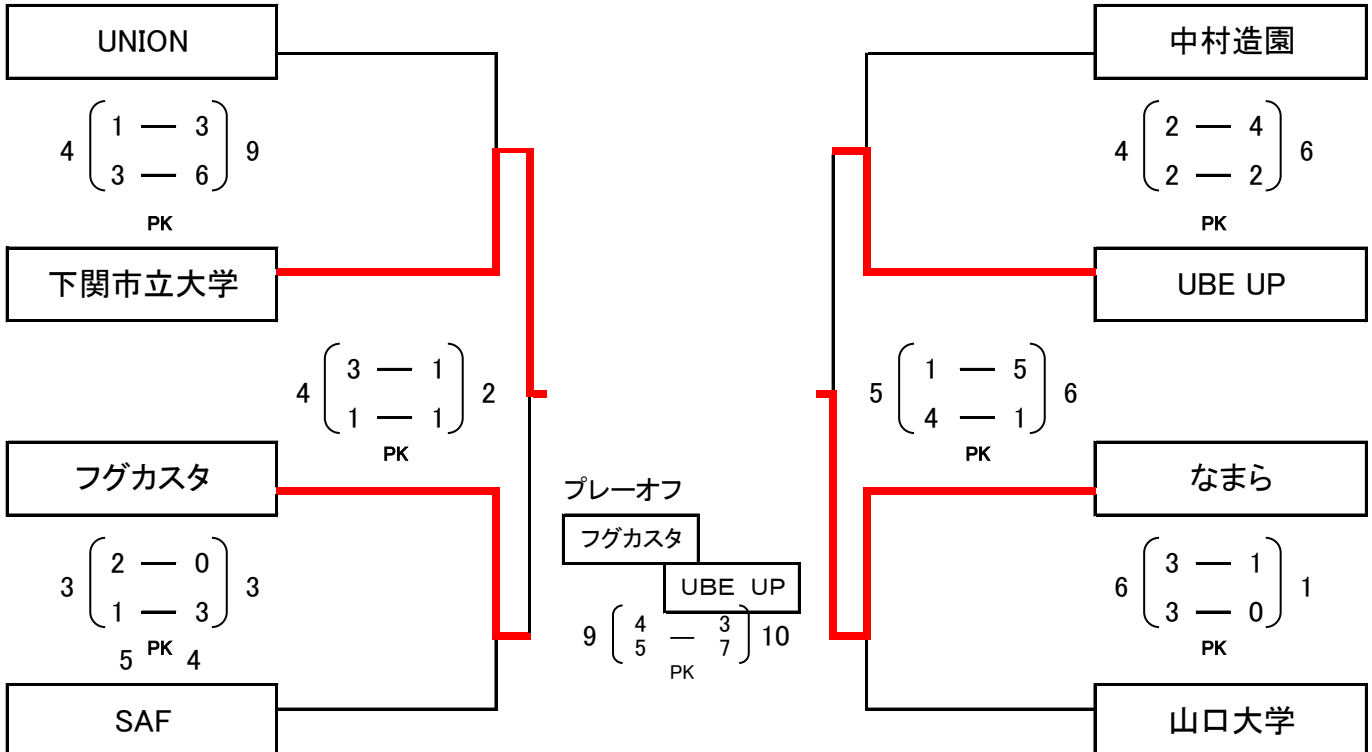 UNION
4 1 — 3 9
3 — 6
PK
下関市立大学
4 3 — 1 2
1 — 1
PK
フグカスタ
3 2 — 0 3
1 — 3
5 PK 4
SAF
プレーオフ
フグカスタ
UBE UP
9 4 — 3 10
5 7
PK
中村造園
4 2 — 4 6
2 — 2
PK
UBE UP
5 1 — 5 6
4 — 1
PK
なまら
6 3 — 1 1
3 — 0
PK
山口大学